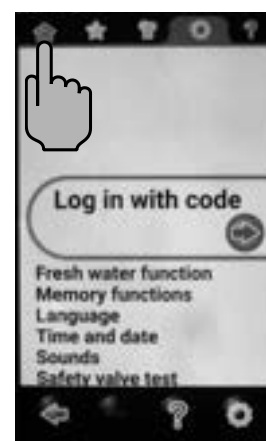 ?
Log in with code
Fresh water function
Memory functions
Language
Time and date
Sounds
Safety valve test
?